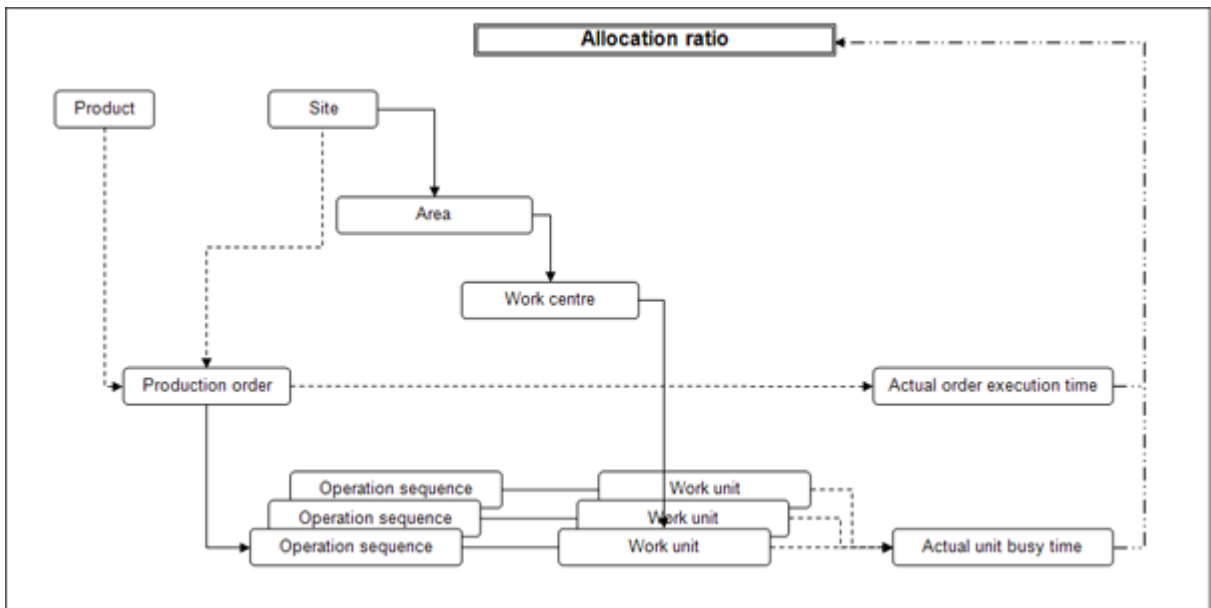 Allocation ratio
Product
Site
Area
Work centre
Production order
Actual order execution time
Operation sequence
Work unit
Operation sequence
Work unit
Operation sequence
Work unit
Actual unit busy time